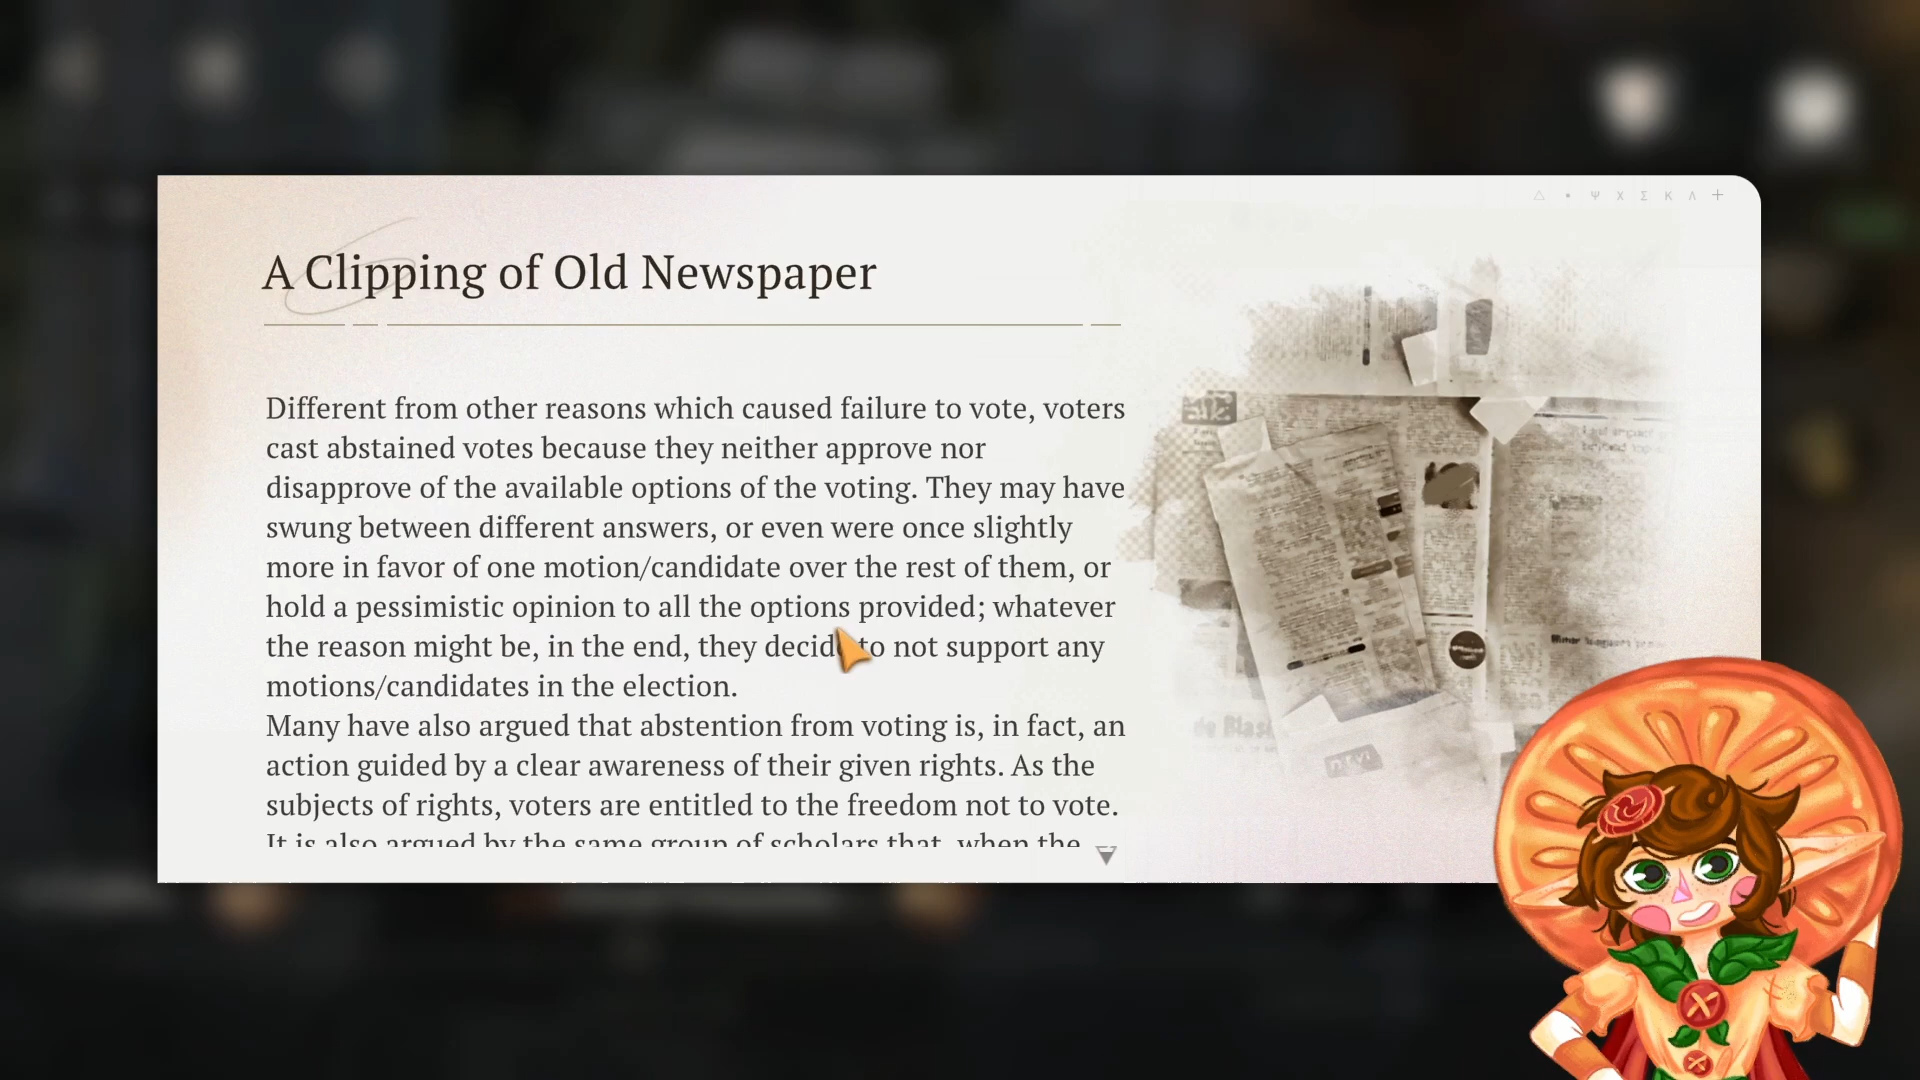 △ • Ψ X Σ K Λ +
A Clipping of Old Newspaper
Different from other reasons which caused failure to vote, voters
cast abstained votes because they neither approve nor
disapprove of the available options of the voting. They may have
swung between different answers, or even were once slightly
more in favor of one motion/candidate over the rest of them, or
hold a pessimistic opinion to all the options provided; whatever
the reason might be, in the end, they decide to not support any
motions/candidates in the election.
Many have also argued that abstention from voting is, in fact, an
action guided by a clear awareness of their given rights. As the
subjects of rights, voters are entitled to the freedom not to vote.
It is also argued by the same group of scholars that, when the